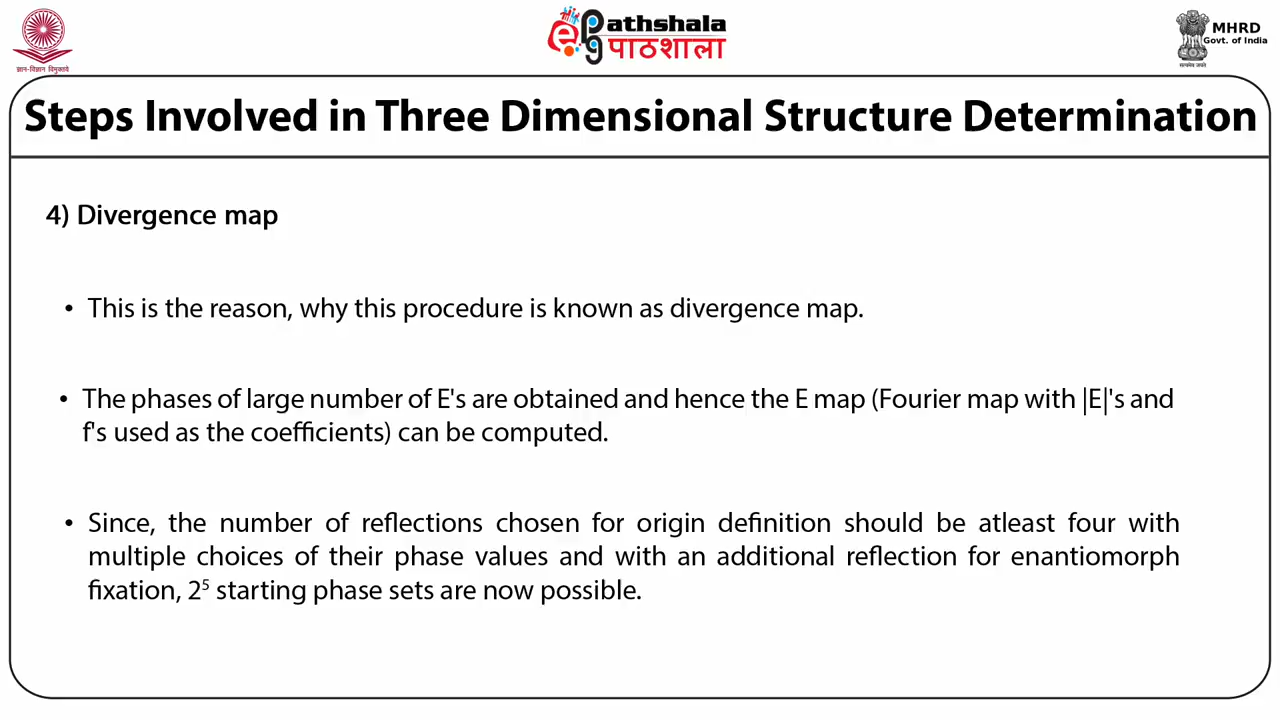 ज्ञान-विज्ञान विमुक्तये
ePathshala
पाठशाला
MHRD
Govt. of India
सत्यमेव जयते
Steps Involved in Three Dimensional Structure Determination
4) Divergence map
• This is the reason, why this procedure is known as divergence map.
• The phases of large number of E's are obtained and hence the E map (Fourier map with |E|'s and
f's used as the coefficients) can be computed.
• Since, the number of reflections chosen for origin definition should be atleast four with
multiple choices of their phase values and with an additional reflection for enantiomorph
fixation, 2⁵ starting phase sets are now possible.